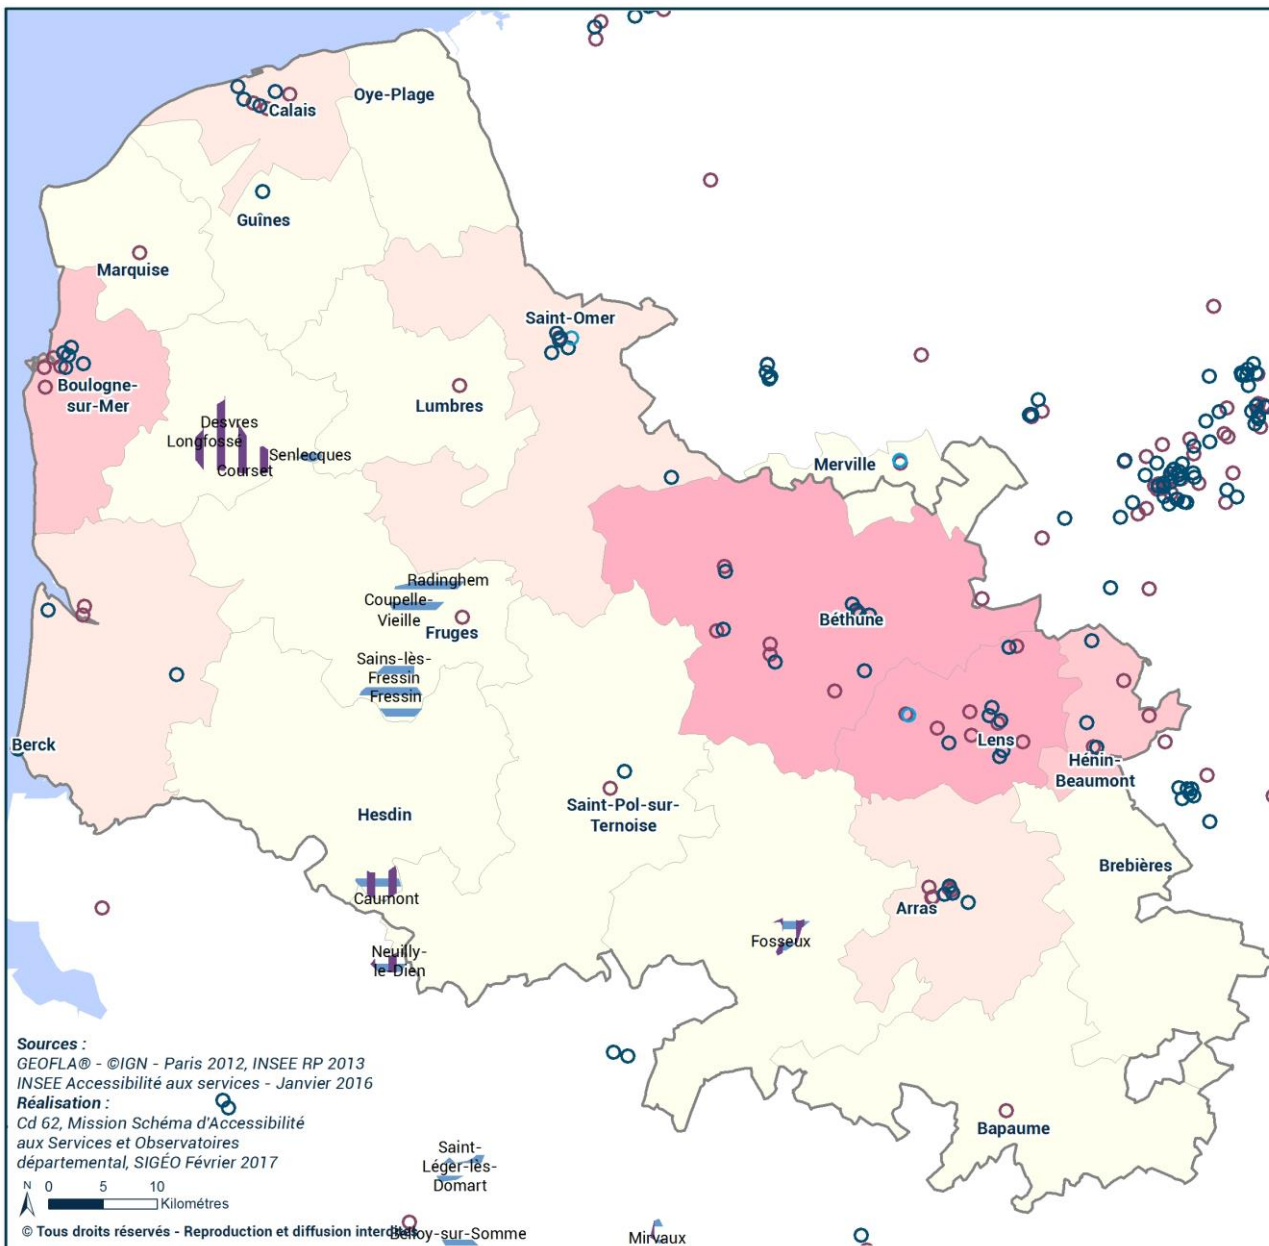 Oye-Plage
Calais
Guînes
Marquise
Saint-Omer
Boulogne-
sur-Mer
Lumbres
Desvres
Longfossé
Senlecques
Courset
Merville
Radinghem
Coupelle-
Vieille
Fruges
Béthune
Sains-lès-
Fressin
Fressin
Berck
Lens
Hénin-
Beaumont
Hesdin
Saint-Pol-sur-
Ternoise
Brebières
Caumont
Arras
Fosseux
Neuilly-
le-Dien
Sources :
GEOFLA® - ©IGN - Paris 2012, INSEE RP 2013
INSEE Accessibilité aux services - Janvier 2016
Réalisation :
Cd 62, Mission Schéma d'Accessibilité
aux Services et Observatoires
départemental, SIGÉO Février 2017
Bapaume
Saint-
Léger-lès-
Domart
N 0 5 10
Kilométres
© Tous droits réservés - Reproduction et diffusion interdites
Belloy-sur-Somme
Mirvaux